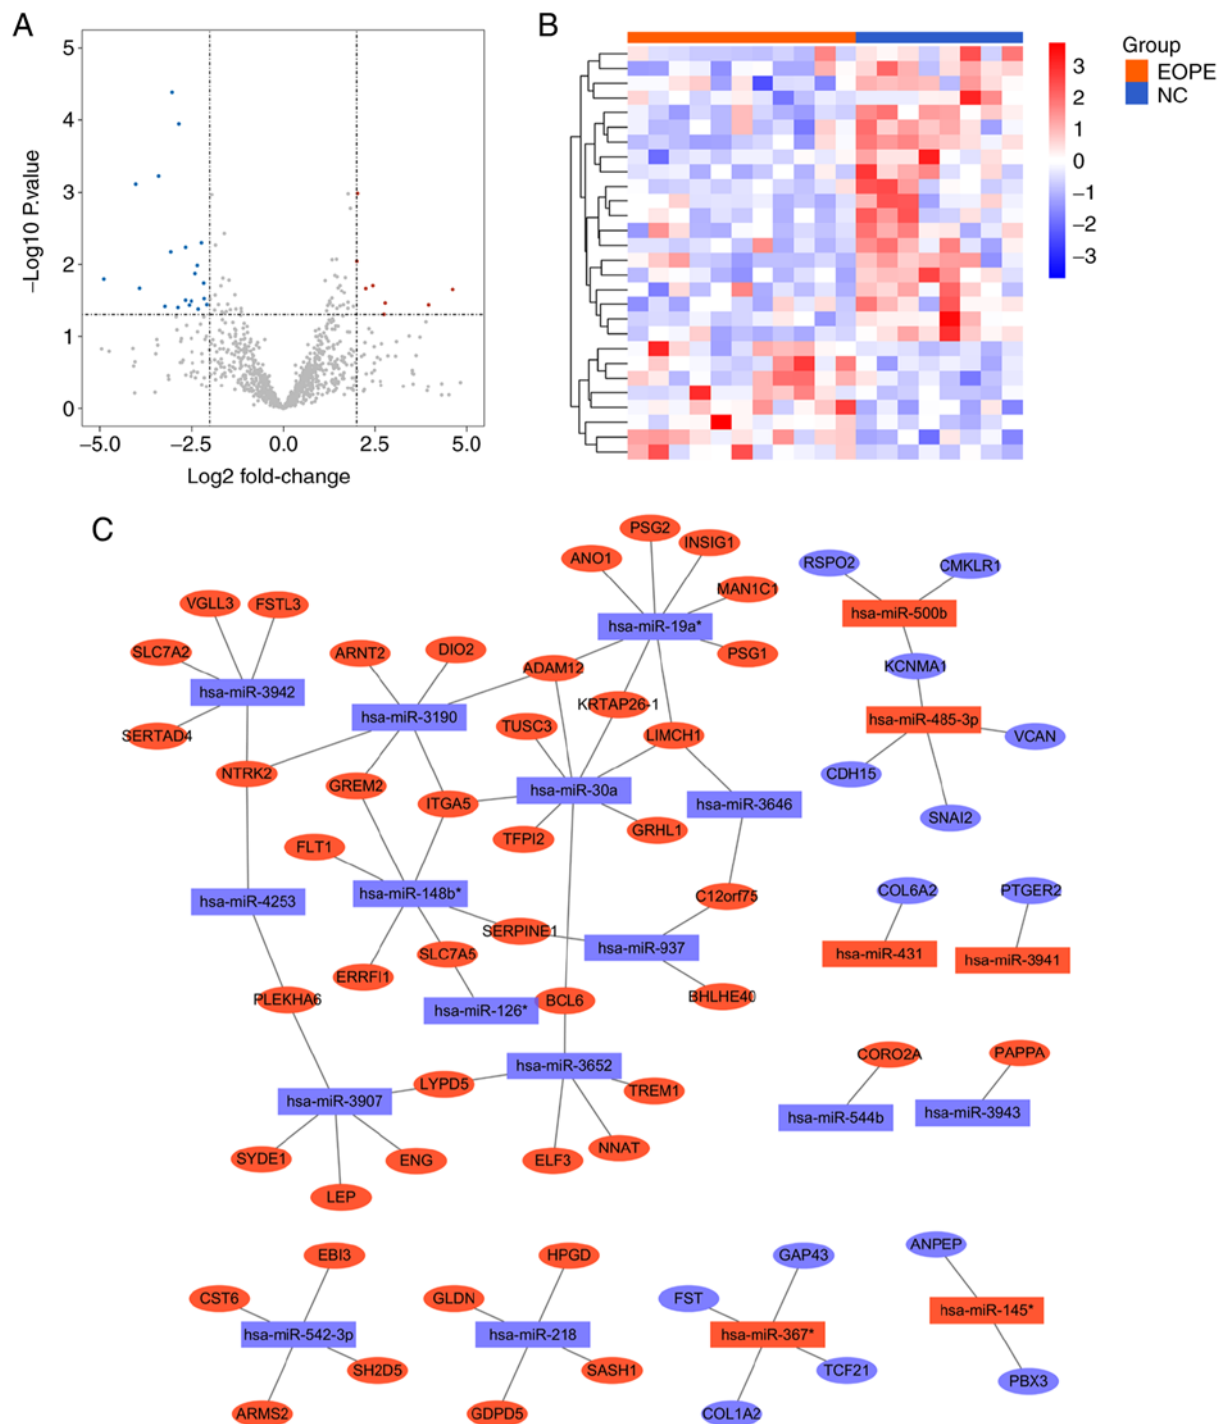 A
5
4
3
2
1
0
−Log10 P.value
−5.0
−2.5
0.0
2.5
5.0
Log2 fold-change
B
3
2
1
0
−1
−2
−3
Group
EOPE
NC
C
PSG2
ANO1
INSIG1
RSPO2
CMKLR1
MAN1C1
VGLL3
FSTL3
hsa-miR-19a*
hsa-miR-500b
SLC7A2
ARNT2
DIO2
ADAM12
PSG1
KCNMA1
hsa-miR-3942
hsa-miR-3190
KRTAP26-1
hsa-miR-485-3p
SERTAD4
TUSC3
LIMCH1
VCAN
NTRK2
GREM2
ITGA5
hsa-miR-30a
hsa-miR-3646
CDH15
SNAI2
FLT1
TFPI2
GRHL1
hsa-miR-4253
hsa-miR-148b*
C12orf75
COL6A2
PTGER2
SERPINE1
hsa-miR-937
hsa-miR-431
hsa-miR-3941
ERRFI1
SLC7A5
PLEKHA6
hsa-miR-126*
BCL6
BHLHE40
hsa-miR-3652
CORO2A
PAPPA
hsa-miR-3907
LYPD5
TREM1
hsa-miR-544b
hsa-miR-3943
SYDE1
ENG
ELF3
NNAT
LEP
EBI3
HPGD
GAP43
ANPEP
CST6
GLDN
FST
hsa-miR-145*
hsa-miR-542-3p
hsa-miR-218
hsa-miR-367*
SH2D5
SASH1
TCF21
PBX3
ARMS2
GDPD5
COL1A2